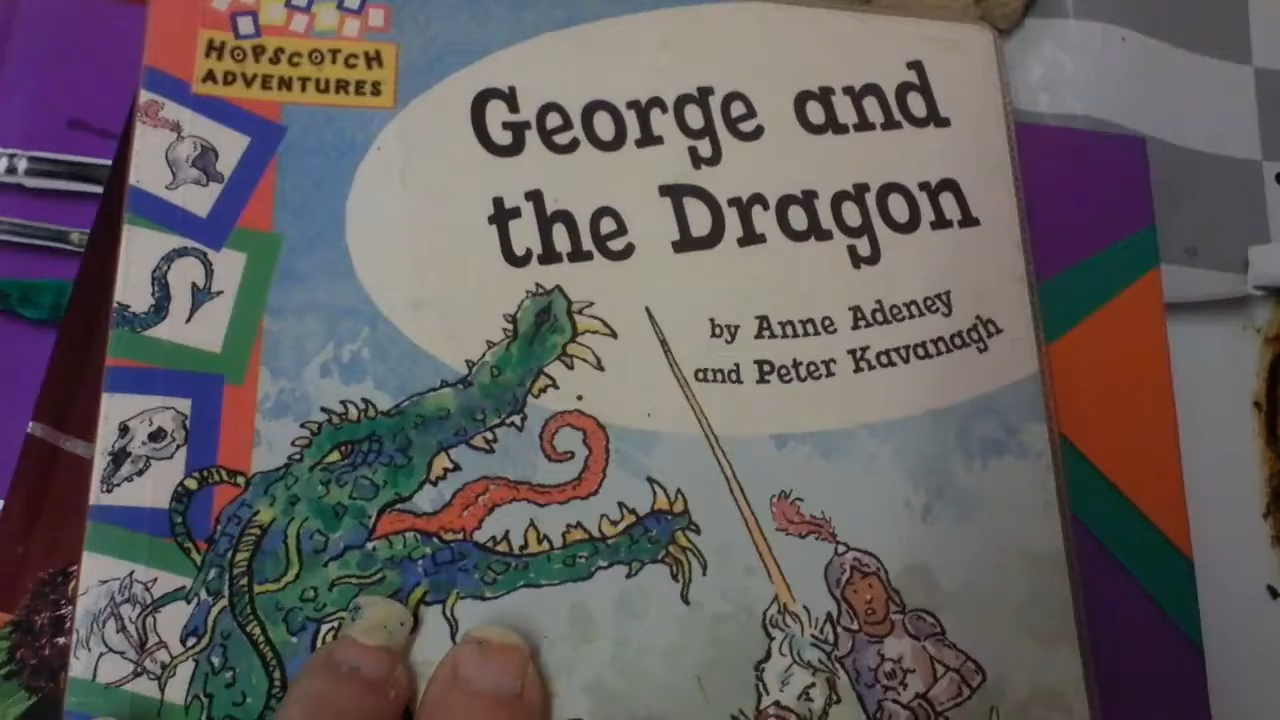 HOPSCOTCH
ADVENTURES
George and
the Dragon
by Anne Adeney
and Peter Kavanagh